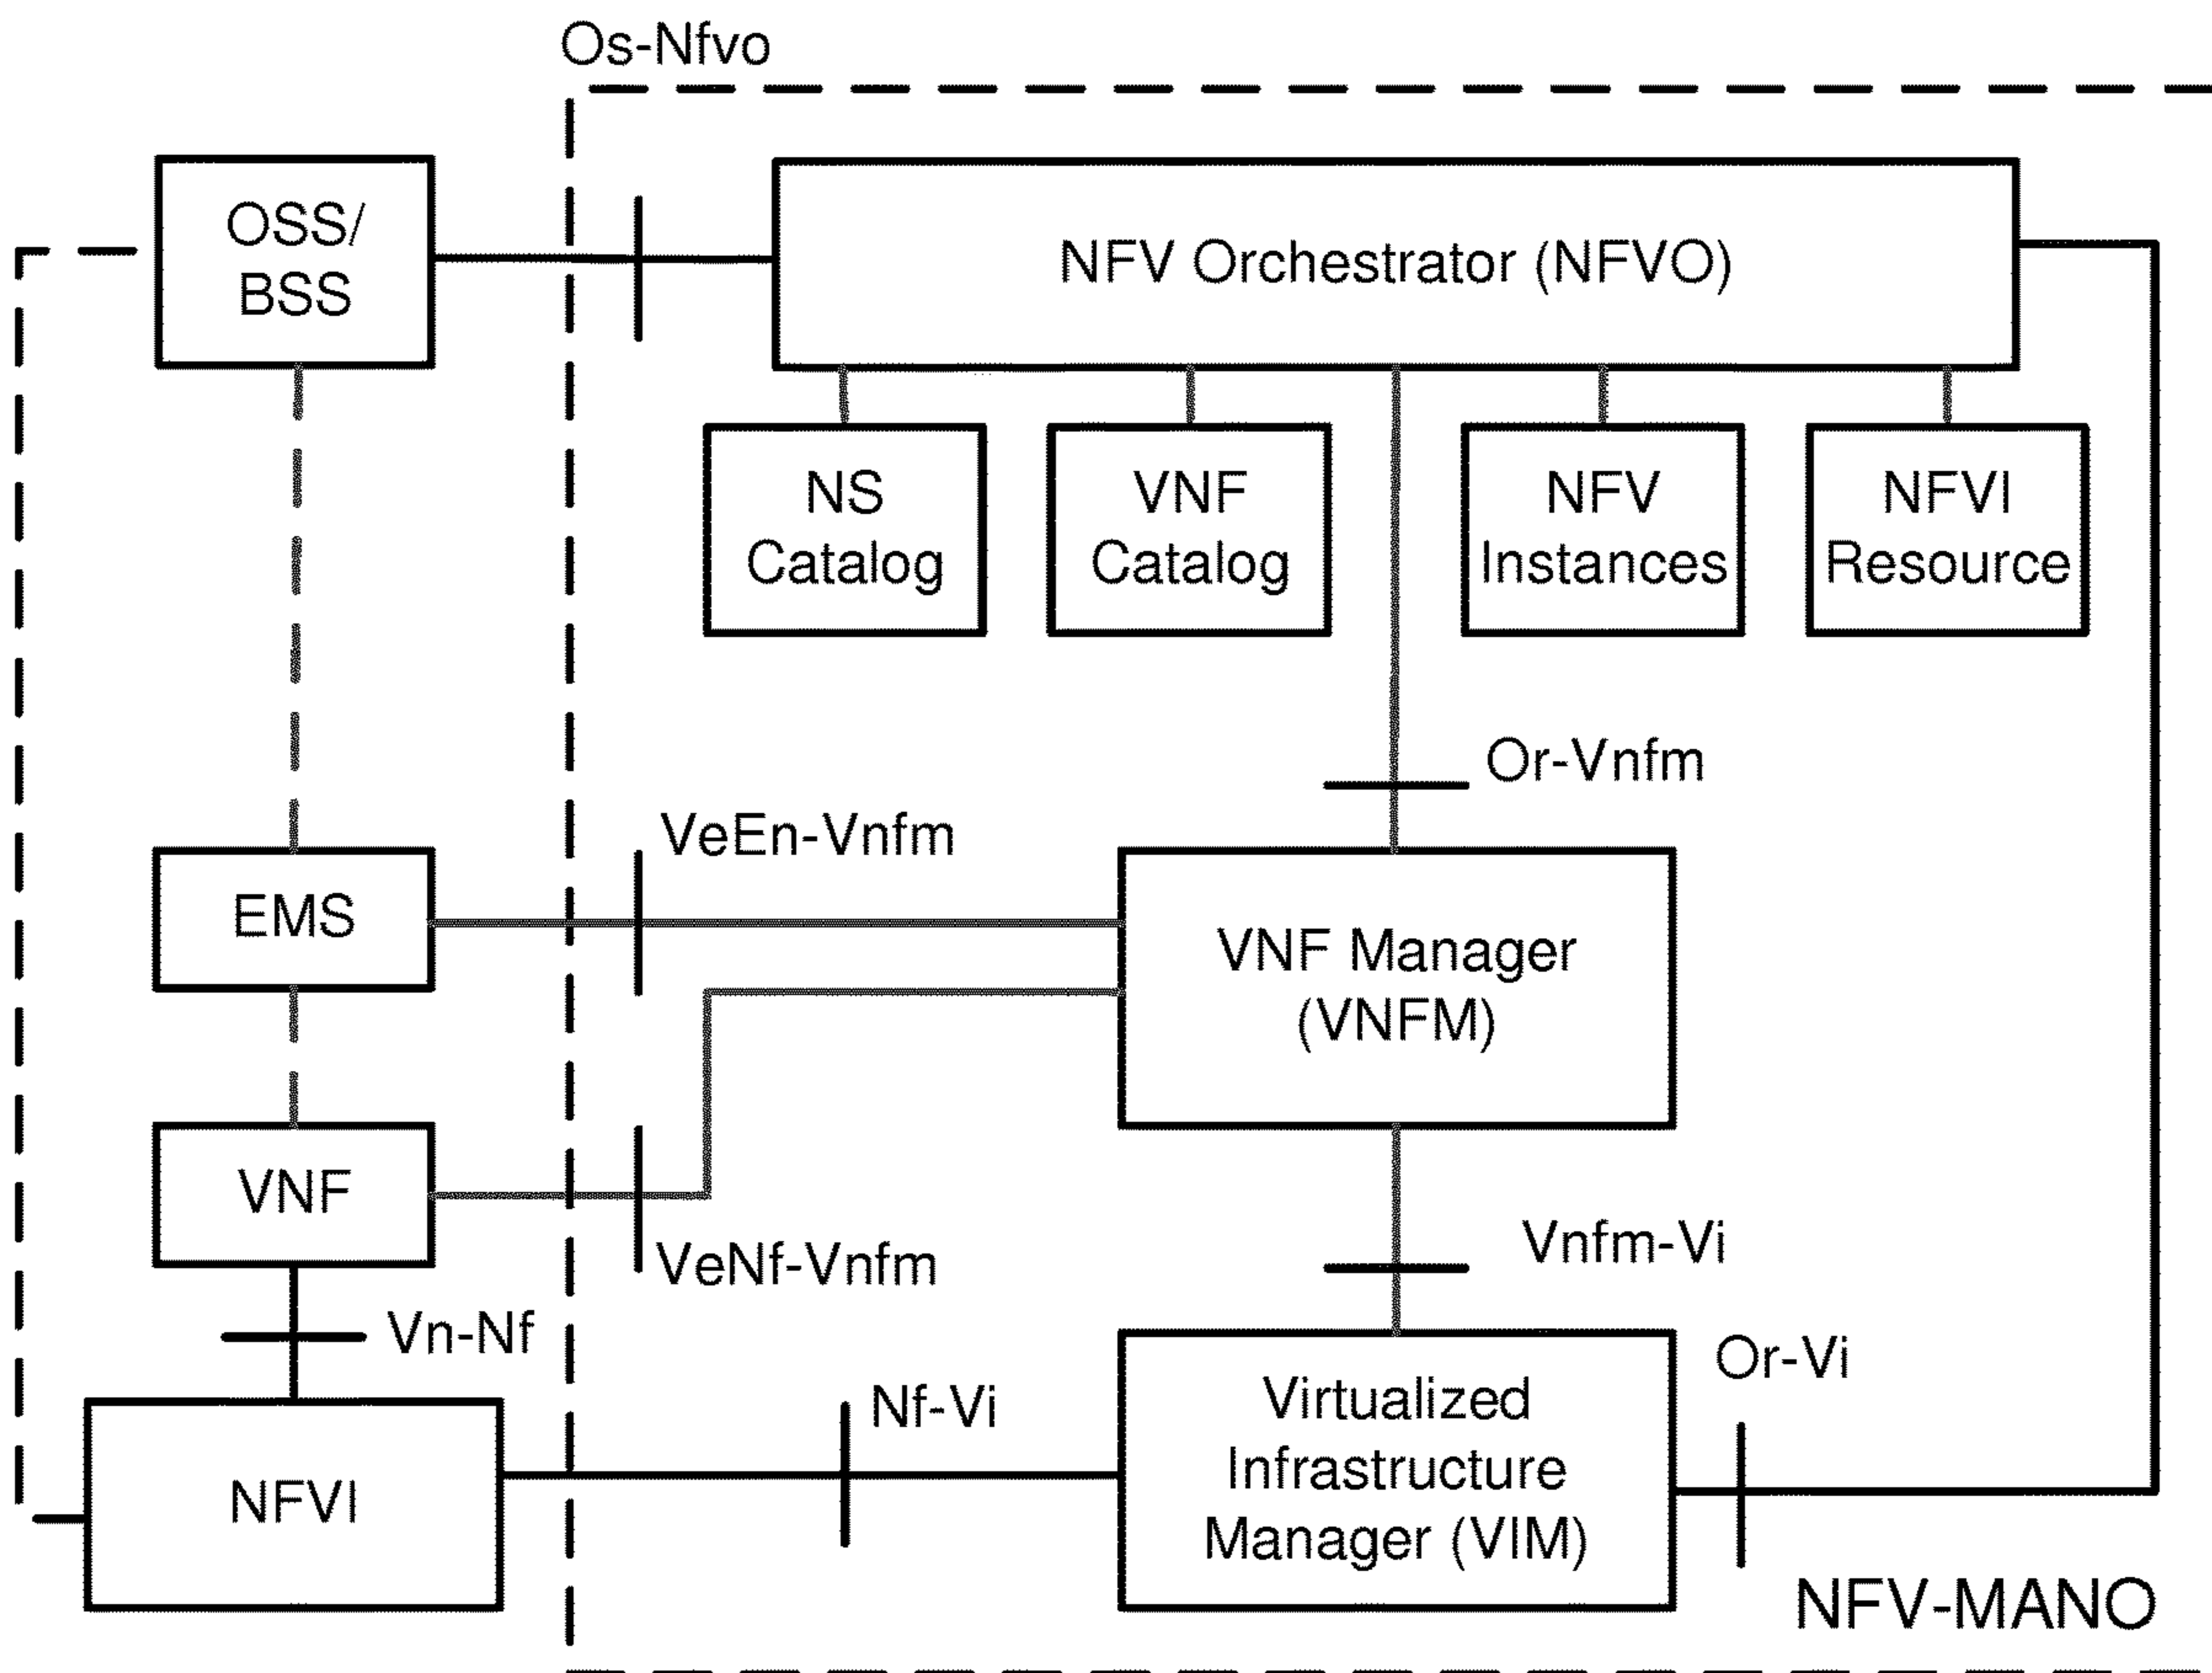 Os-Nfvo
OSS/
BSS
NFV Orchestrator (NFVO)
NS
Catalog
VNF
Catalog
NFV
Instances
NFVI
Resource
Or-Vnfm
VeEn-Vnfm
EMS
VNF Manager
(VNFM)
VNF
VeNf-Vnfm
Vnfm-Vi
Vn-Nf
Or-Vi
Nf-Vi
Virtualized
Infrastructure
Manager (VIM)
NFVI
NFV-MANO